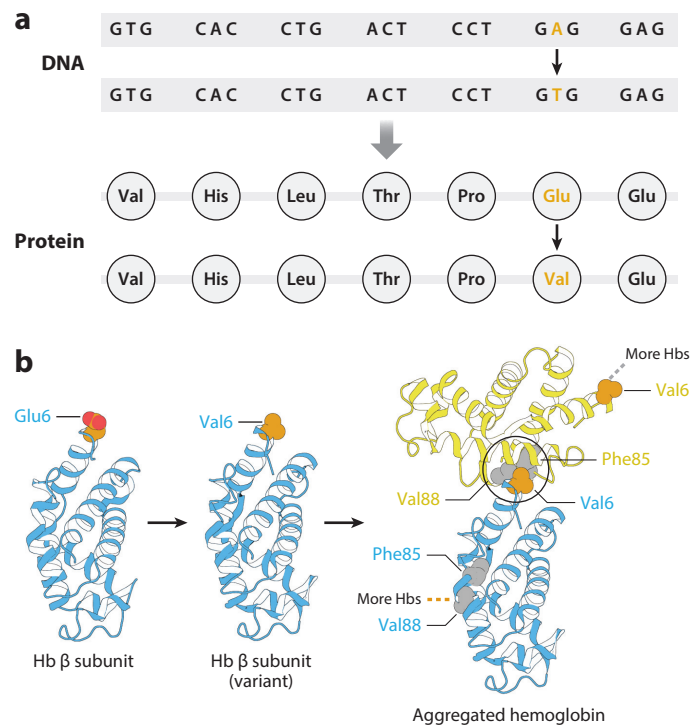 a
GTG CAC CTG ACT CCT GAG GAG
DNA
GTG CAC CTG ACT CCT GTG GAG
Val His Leu Thr Pro Glu Glu
Protein
Val His Leu Thr Pro Val Glu
b
More Hbs
Glu6
Val6
Val6
Phe85
Val88
Val6
Phe85
More Hbs
Val88
Hb β subunit
Hb β subunit
(variant)
Aggregated hemoglobin